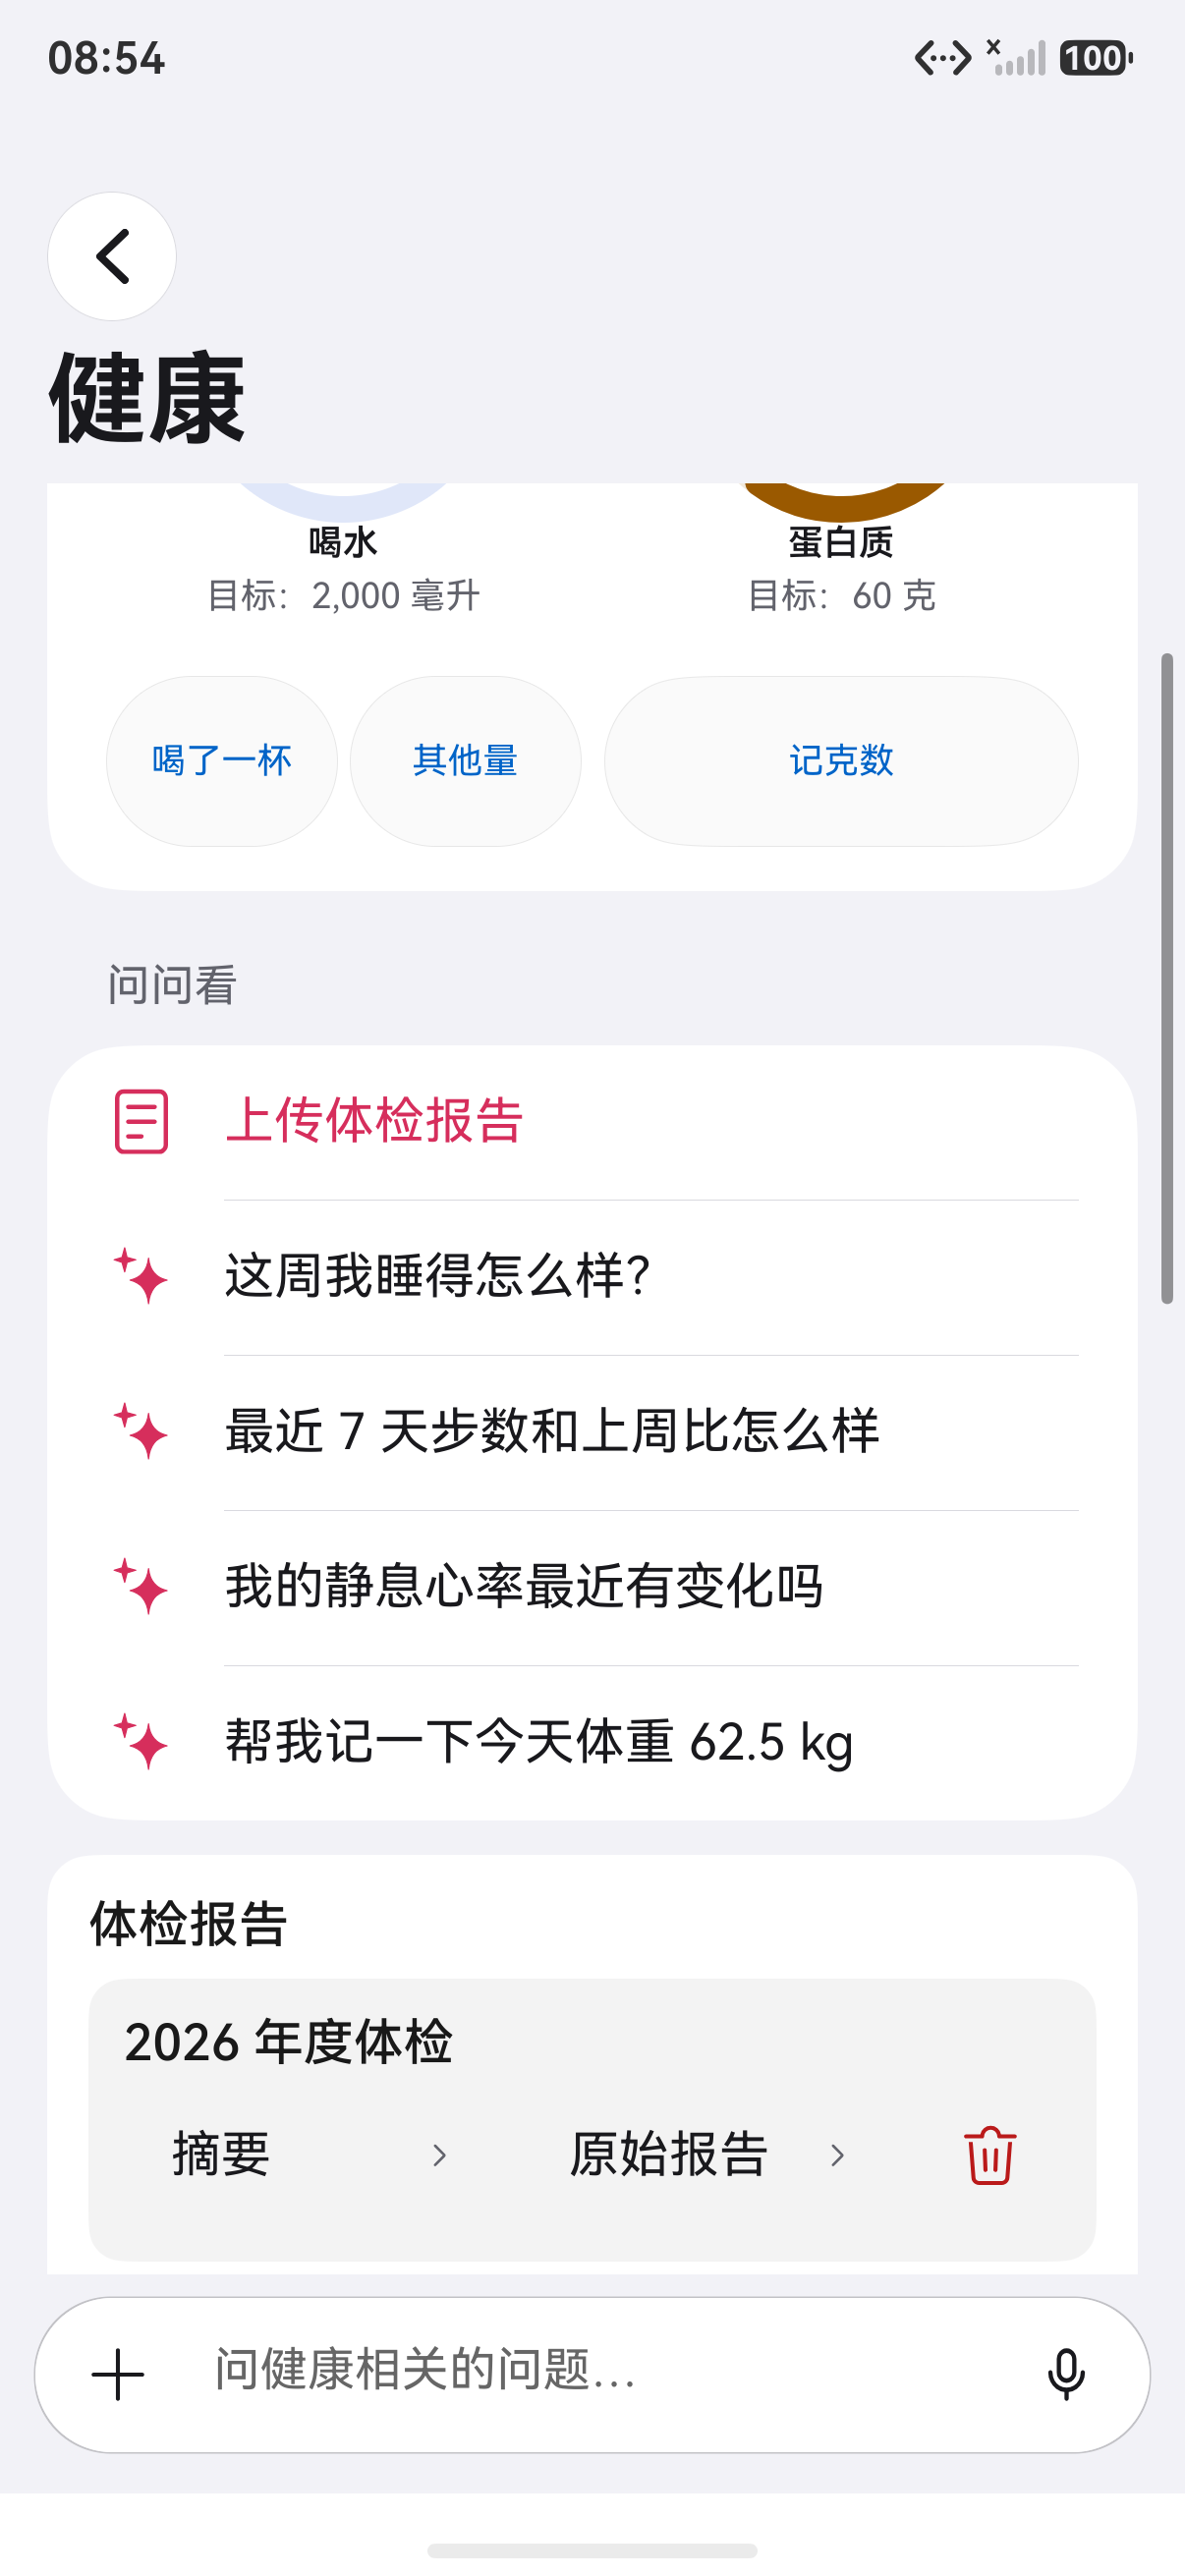 08:54
100
健康
喝水
蛋白质
目标：2,000 毫升
目标：60 克
喝了一杯
其他量
记克数
问问看
上传体检报告
这周我睡得怎么样？
最近 7 天步数和上周比怎么样
我的静息心率最近有变化吗
帮我记一下今天体重 62.5 kg
体检报告
2026 年度体检
摘要
原始报告
问健康相关的问题…